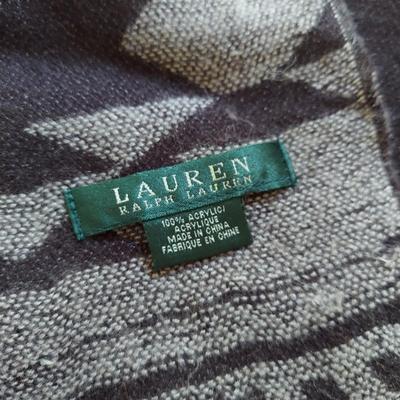 LAUREN
RALPH LAUREN
100% ACRYLIC/
ACRYLIQUE
MADE IN CHINA
FABRIQUE EN CHINE